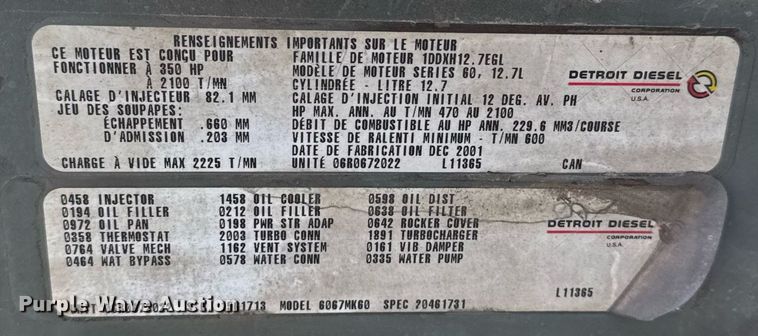 RENSEIGNEMENTS IMPORTANTS SUR LE MOTEUR
CE MOTEUR EST CONÇU POUR
FONCTIONNER À 350 HP
À 2100 T/MN
CALAGE D'INJECTEUR 82.1 MM
JEU DES SOUPAPES:
ÉCHAPPEMENT .660 MM
D'ADMISSION .203 MM
CHARGE À VIDE MAX 2225 T/MN
FAMILLE DE MOTEUR 1DDXH12.7EGL
MODÈLE DE MOTEUR SERIES 60, 12.7L
CYLINDRÉE - LITRE 12.7
CALAGE D'INJECTION INITIAL 12 DEG. AV. PH
HP MAX. ANN. AU T/MN 470 AU 2100
DÉBIT DE COMBUSTIBLE AU HP ANN. 229.6 MM3/COURSE
VITESSE DE RALENTI MINIMUM - T/MN 600
DATE DE FABRICATION DEC 2001
UNITÉ 06R0672022 L11365 CAN
DETROIT DIESEL
CORPORATION
U.S.A.
0458 INJECTOR 1458 OIL COOLER 0598 OIL DIST
0194 OIL FILLER 0212 OIL FILLER 0638 OIL FILTER
0972 OIL PAN 0198 PWR STR ADAP 0642 ROCKER COVER
0358 THERMOSTAT 2003 TURBO CONN 1891 TURBOCHARGER
0764 VALVE MECH 1162 VENT SYSTEM 0161 VIB DAMPER
0464 WAT BYPASS 0578 WATER CONN 0335 WATER PUMP
DETROIT DIESEL
CORPORATION
U.S.A.
L11365
MODEL 6067MK60 SPEC 20461731
Purple Wave Auction